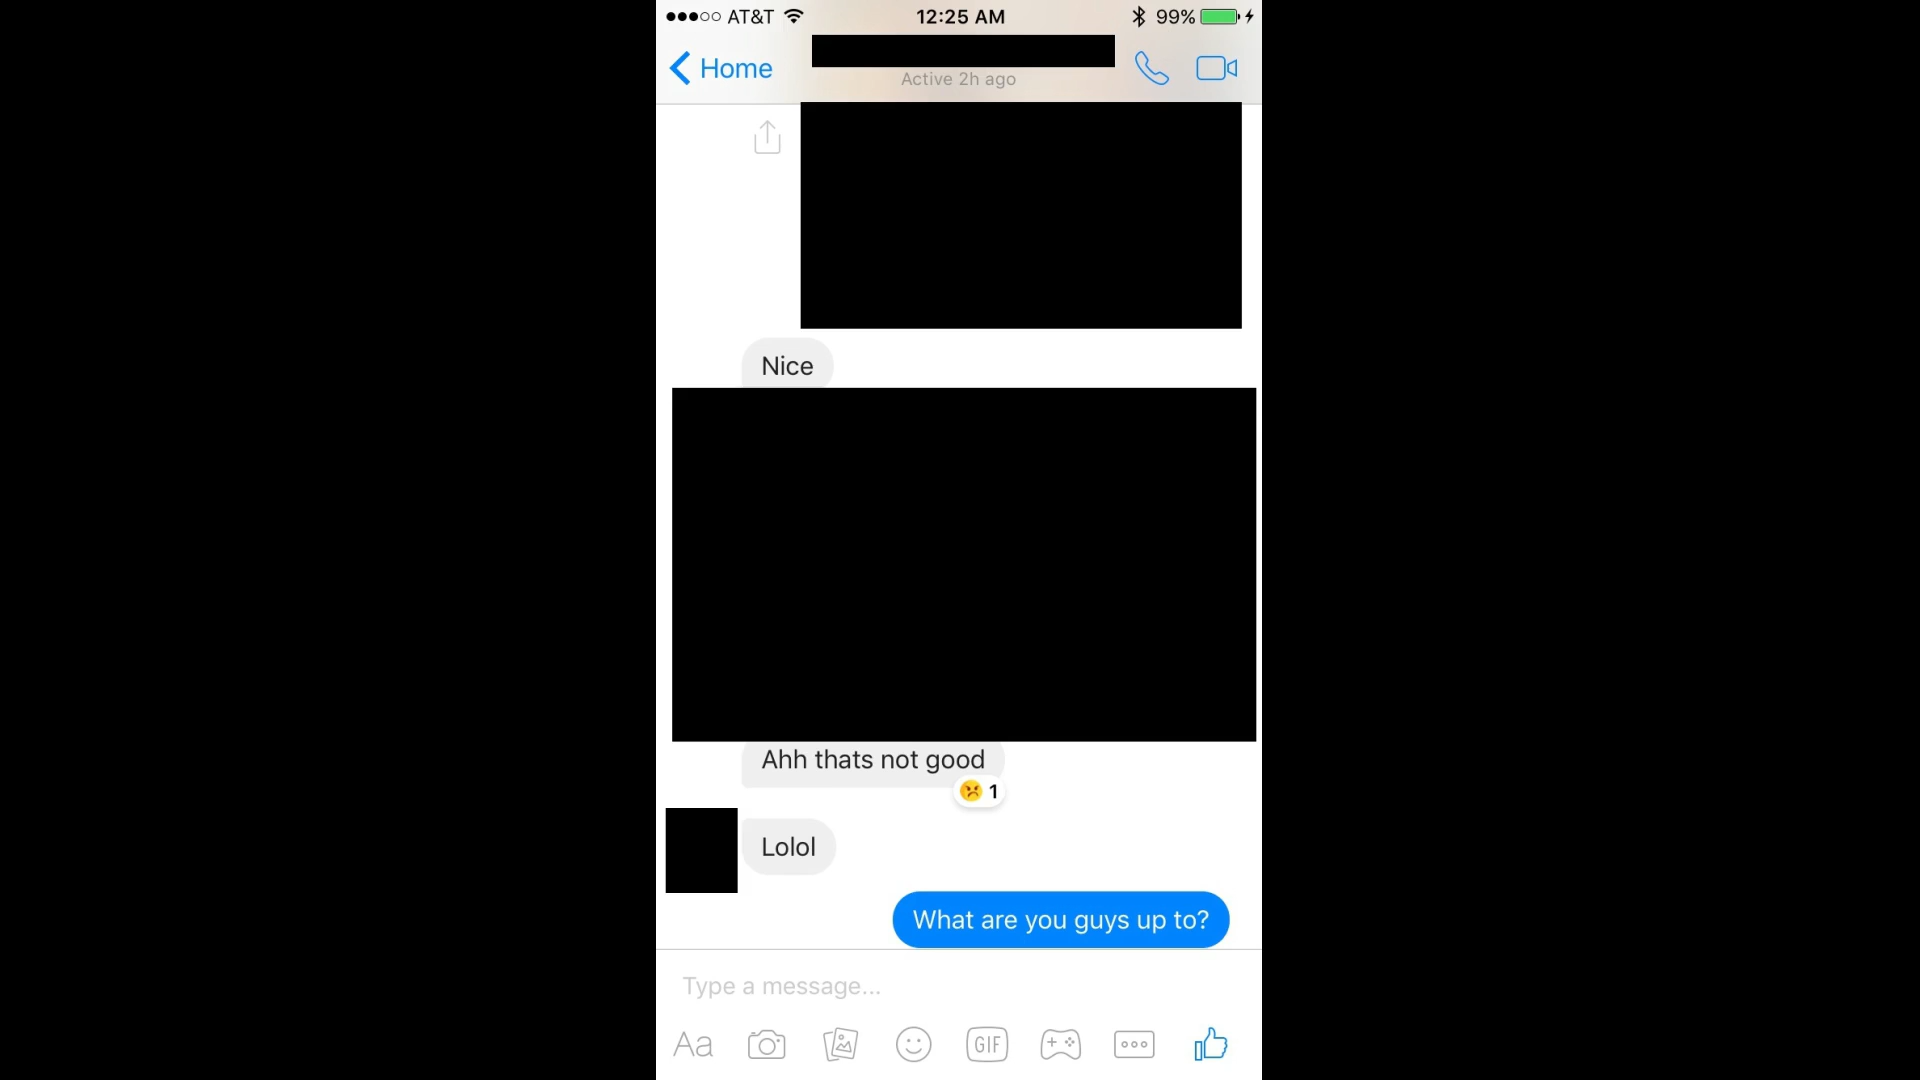 AT&T 12:25 AM 99%
Home
Active 2h ago
Nice
Ahh thats not good
😠 1
Lolol
What are you guys up to?
Type a message...
Aa GIF